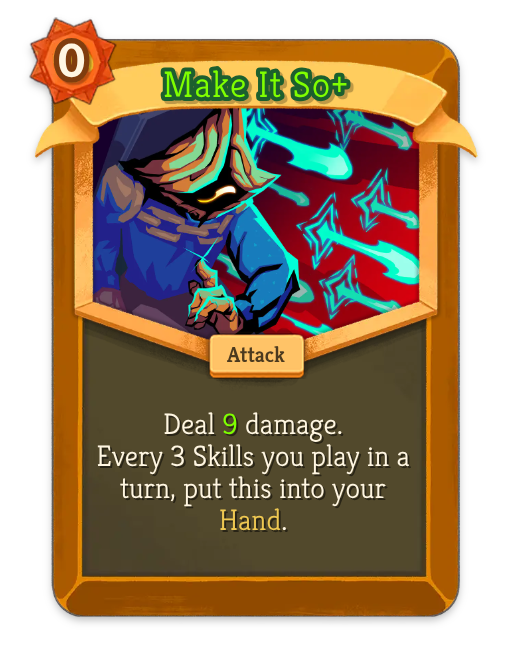 0
Make It So+
Attack
Deal 9 damage.
Every 3 Skills you play in a
turn, put this into your
Hand.